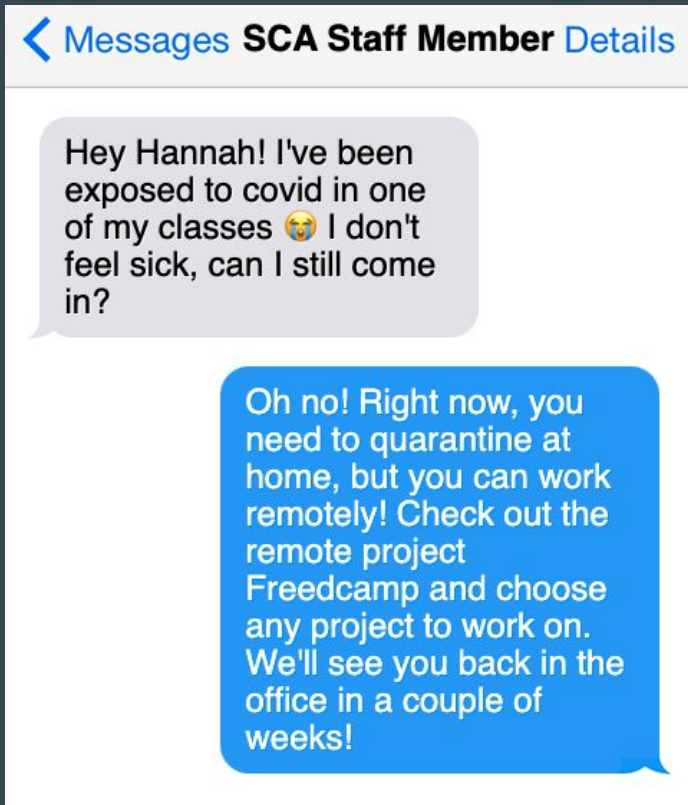 Messages SCA Staff Member Details
Hey Hannah! I've been
exposed to covid in one
of my classes 😭 I don't
feel sick, can I still come
in?
Oh no! Right now, you
need to quarantine at
home, but you can work
remotely! Check out the
remote project
Freedcamp and choose
any project to work on.
We'll see you back in the
office in a couple of
weeks!